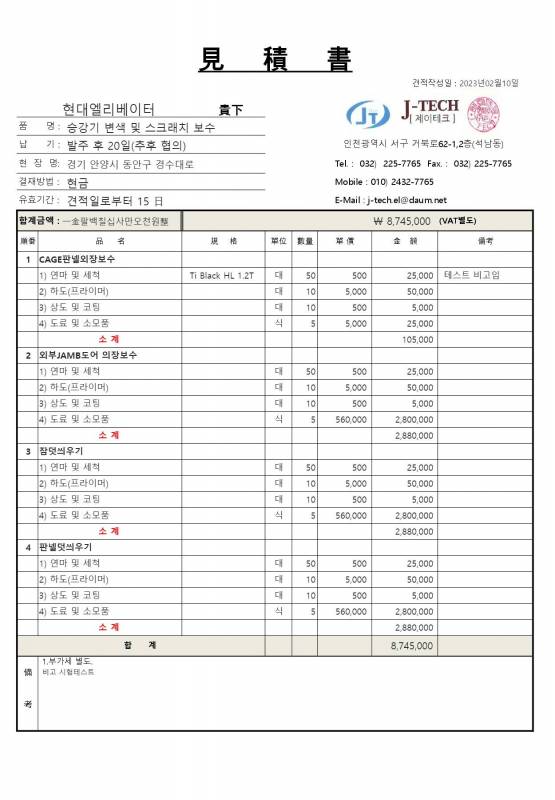 見 積 書
견적작성일 : 2023년02월10일
현대엘리베이터 貴下
품 명 : 승강기 변색 및 스크래치 보수
납 기 : 발주 후 20일(추후 협의)
현 장 명 : 경기 안양시 동안구 경수대로
결재방법 : 현금
유효기간 : 견적일로부터 15 일
JT J-TECH
[ 제이테크 ]
인천광역시 서구 거북로62-1,2층(석남동)
Tel. : 032) 225-7765 Fax. : 032) 225-7765
Mobile : 010) 2432-7765
E-Mail : j-tech.el@daum.net
합계금액 : 一金팔백칠십사만오천원整 ₩ 8,745,000 (VAT별도)
順番 品 名 規 格 單位 數量 單 價 金 額 備考
1 CAGE판넬의장보수
1) 연마 및 세척 Ti Black HL 1.2T 대 50 500 25,000 테스트 비고입
2) 하도(프라이머) 대 10 5,000 50,000
3) 상도 및 코팅 대 10 500 5,000
4) 도료 및 소모품 식 5 5,000 25,000
소 계 105,000
2 외부JAMB도어 의장보수
1) 연마 및 세척 대 50 500 25,000
2) 하도(프라이머) 대 10 5,000 50,000
3) 상도 및 코팅 대 10 500 5,000
4) 도료 및 소모품 식 5 560,000 2,800,000
소 계 2,880,000
3 잠덧씌우기
1) 연마 및 세척 대 50 500 25,000
2) 하도(프라이머) 대 10 5,000 50,000
3) 상도 및 코팅 대 10 500 5,000
4) 도료 및 소모품 식 5 560,000 2,800,000
소 계 2,880,000
4 판넬덧씌우기
1) 연마 및 세척 대 50 500 25,000
2) 하도(프라이머) 대 10 5,000 50,000
3) 상도 및 코팅 대 10 500 5,000
4) 도료 및 소모품 식 5 560,000 2,800,000
소 계 2,880,000
합 계 8,745,000
備考
1.부가세 별도.
비고 시험테스트